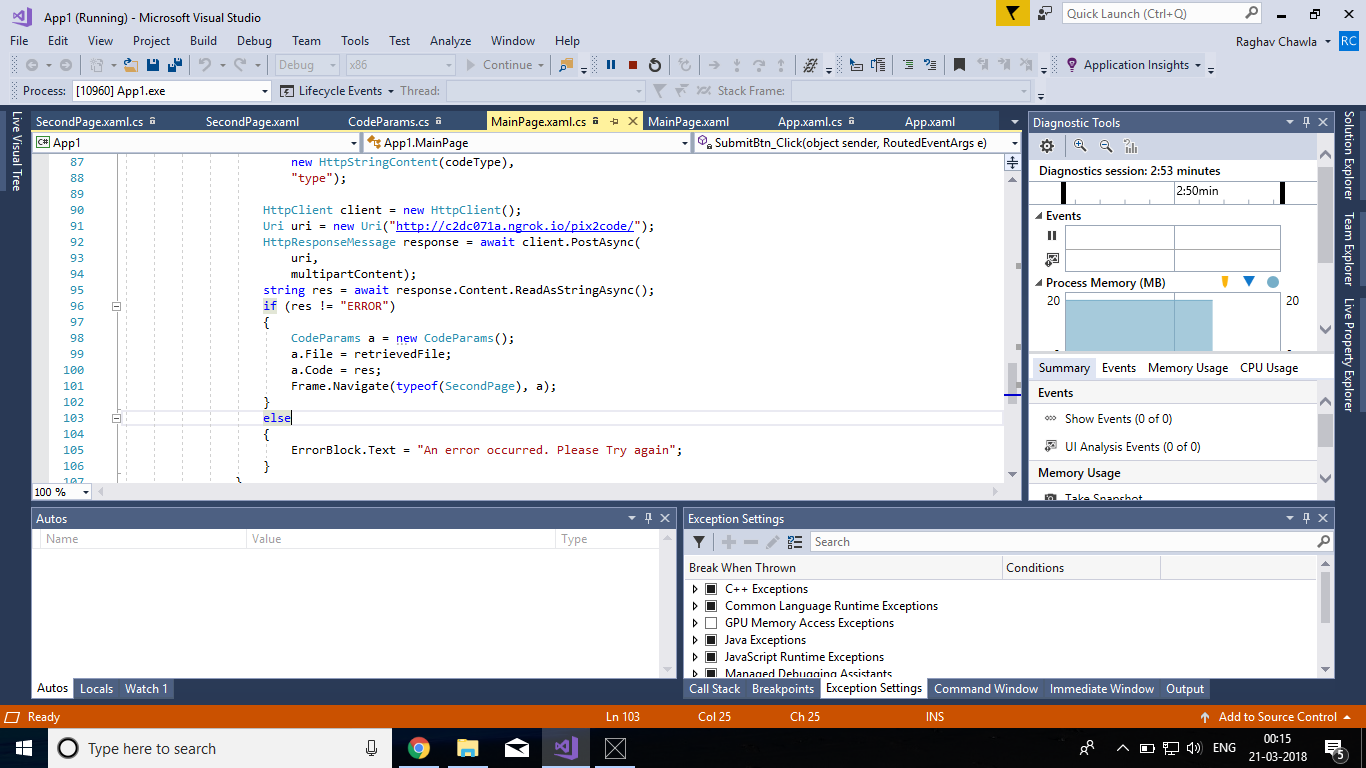 App1 (Running) - Microsoft Visual Studio
Quick Launch (Ctrl+Q)
File Edit View Project Build Debug Team Tools Test Analyze Window Help
Raghav Chawla RC
Debug x86 Continue Application Insights
Process: [10960] App1.exe Lifecycle Events Thread: Stack Frame:
Live Visual Tree
SecondPage.xaml.cs SecondPage.xaml CodeParams.cs MainPage.xaml.cs MainPage.xaml App.xaml.cs App.xaml
C# App1 App1.MainPage SubmitBtn_Click(object sender, RoutedEventArgs e)
87 new HttpStringContent(codeType),
88 "type");
89
90 HttpClient client = new HttpClient();
91 Uri uri = new Uri("http://c2dc071a.ngrok.io/pix2code/");
92 HttpResponseMessage response = await client.PostAsync(
93 uri,
94 multipartContent);
95 string res = await response.Content.ReadAsStringAsync();
96 if (res != "ERROR")
97 {
98 CodeParams a = new CodeParams();
99 a.File = retrievedFile;
100 a.Code = res;
101 Frame.Navigate(typeof(SecondPage), a);
102 }
103 else
104 {
105 ErrorBlock.Text = "An error occurred. Please Try again";
106 }
107 }
100 %
Diagnostic Tools
Diagnostics session: 2:53 minutes
2:50min
Events
Process Memory (MB)
20 20
Summary Events Memory Usage CPU Usage
Events
Show Events (0 of 0)
UI Analysis Events (0 of 0)
Memory Usage
Take Snapshot
Solution Explorer
Team Explorer
Live Property Explorer
Autos
Name Value Type
Autos Locals Watch 1
Exception Settings
Search
Break When Thrown Conditions
C++ Exceptions
Common Language Runtime Exceptions
GPU Memory Access Exceptions
Java Exceptions
JavaScript Runtime Exceptions
Managed Debugging Assistants
Call Stack Breakpoints Exception Settings Command Window Immediate Window Output
Ready Ln 103 Col 25 Ch 25 INS Add to Source Control
Type here to search
ENG
00:15
21-03-2018
5